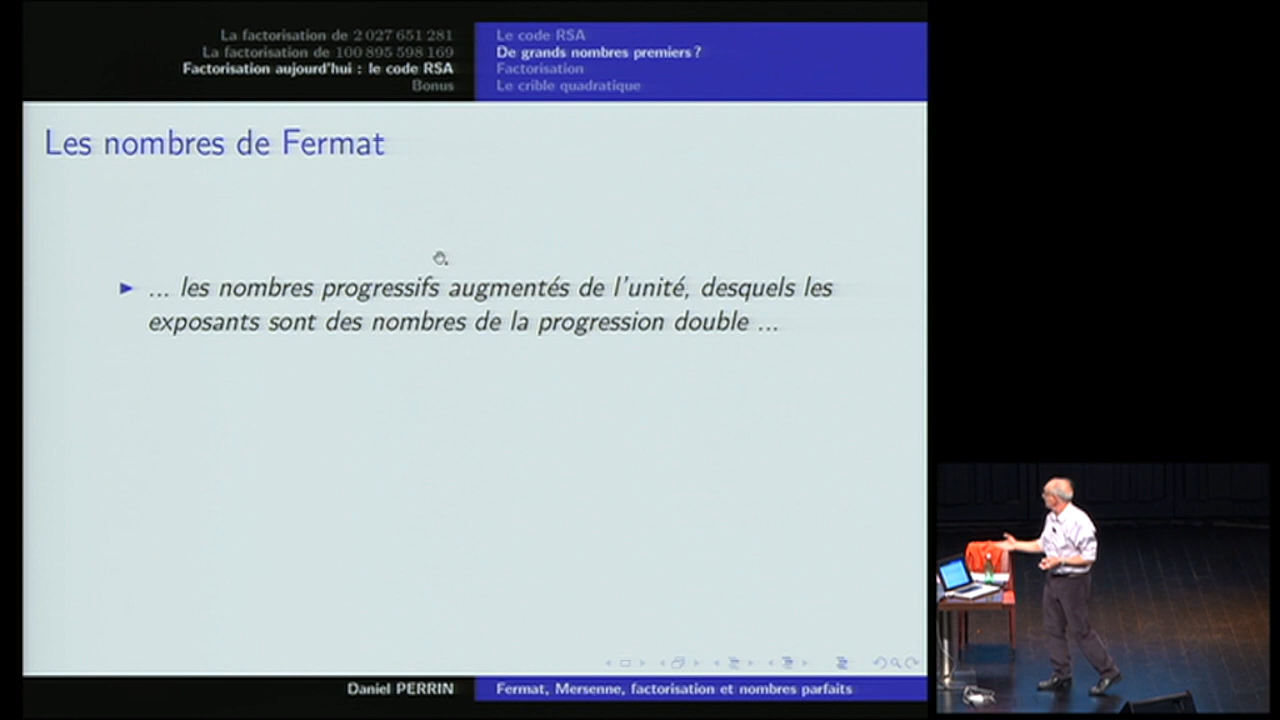 La factorisation de 2 027 651 281
La factorisation de 100 895 598 169
Factorisation aujourd'hui : le code RSA
Bonus
Le code RSA
De grands nombres premiers ?
Factorisation
Le crible quadratique
Les nombres de Fermat
... les nombres progressifs augmentés de l'unité, desquels les
exposants sont des nombres de la progression double ...
Daniel PERRIN
Fermat, Mersenne, factorisation et nombres parfaits